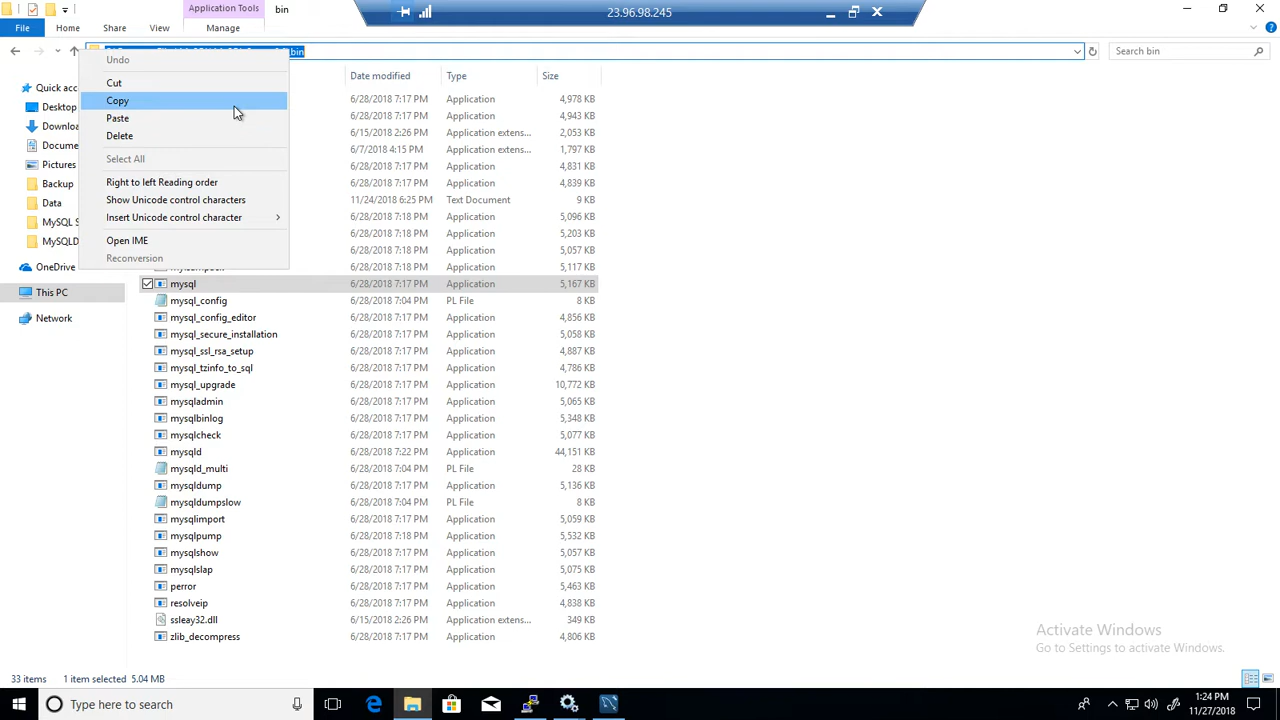 Application Tools
bin
23.96.98.245
File
Home
Share
View
Manage
bin
Search bin
Undo
Cut
Copy
Paste
Delete
Select All
Right to left Reading order
Show Unicode control characters
Insert Unicode control character
Open IME
Reconversion
Quick acc
Desktop
Downloa
Docume
Pictures
Backup
Data
MySQL S
MySQLD
OneDrive
This PC
Network
Date modified Type Size
6/28/2018 7:17 PM Application 4,978 KB
6/28/2018 7:17 PM Application 4,943 KB
6/15/2018 2:26 PM Application extens... 2,053 KB
6/7/2018 4:15 PM Application extens... 1,797 KB
6/28/2018 7:17 PM Application 4,831 KB
6/28/2018 7:17 PM Application 4,839 KB
11/24/2018 6:25 PM Text Document 9 KB
6/28/2018 7:18 PM Application 5,096 KB
6/28/2018 7:18 PM Application 5,203 KB
6/28/2018 7:18 PM Application 5,057 KB
6/28/2018 7:18 PM Application 5,117 KB
mysql 6/28/2018 7:17 PM Application 5,167 KB
mysql_config 6/28/2018 7:04 PM PL File 8 KB
mysql_config_editor 6/28/2018 7:17 PM Application 4,856 KB
mysql_secure_installation 6/28/2018 7:17 PM Application 5,058 KB
mysql_ssl_rsa_setup 6/28/2018 7:17 PM Application 4,887 KB
mysql_tzinfo_to_sql 6/28/2018 7:17 PM Application 4,786 KB
mysql_upgrade 6/28/2018 7:17 PM Application 10,772 KB
mysqladmin 6/28/2018 7:17 PM Application 5,065 KB
mysqlbinlog 6/28/2018 7:17 PM Application 5,348 KB
mysqlcheck 6/28/2018 7:17 PM Application 5,077 KB
mysqld 6/28/2018 7:22 PM Application 44,151 KB
mysqld_multi 6/28/2018 7:04 PM PL File 28 KB
mysqldump 6/28/2018 7:17 PM Application 5,136 KB
mysqldumpslow 6/28/2018 7:04 PM PL File 8 KB
mysqlimport 6/28/2018 7:17 PM Application 5,059 KB
mysqlpump 6/28/2018 7:18 PM Application 5,532 KB
mysqlshow 6/28/2018 7:17 PM Application 5,057 KB
mysqlslap 6/28/2018 7:17 PM Application 5,075 KB
perror 6/28/2018 7:17 PM Application 5,463 KB
resolveip 6/28/2018 7:17 PM Application 4,838 KB
ssleay32.dll 6/15/2018 2:26 PM Application extens... 349 KB
zlib_decompress 6/28/2018 7:17 PM Application 4,806 KB
Activate Windows
Go to Settings to activate Windows.
33 items 1 item selected 5.04 MB
Type here to search
1:24 PM
11/27/2018